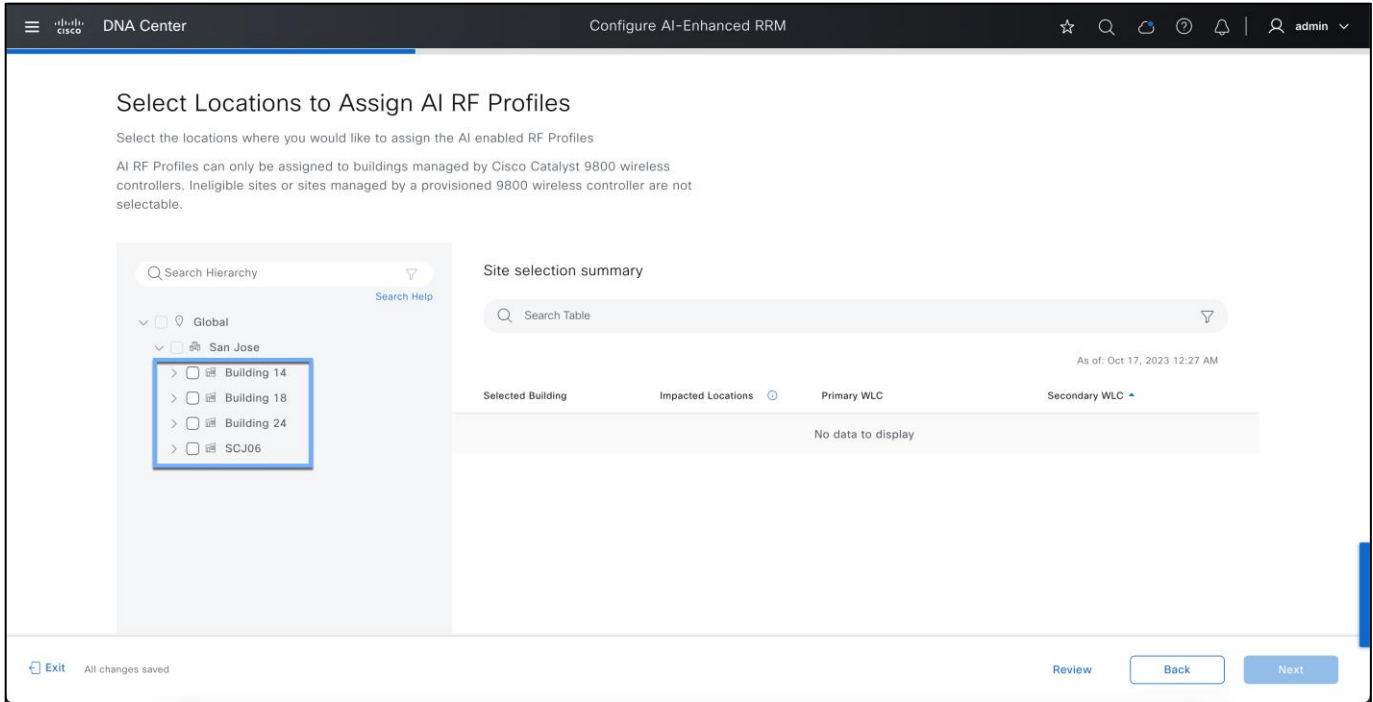 cisco DNA Center Configure AI-Enhanced RRM admin
Select Locations to Assign AI RF Profiles
Select the locations where you would like to assign the AI enabled RF Profiles
AI RF Profiles can only be assigned to buildings managed by Cisco Catalyst 9800 wireless
controllers. Ineligible sites or sites managed by a provisioned 9800 wireless controller are not
selectable.
Search Hierarchy
Search Help
Global
San Jose
Building 14
Building 18
Building 24
SCJ06
Site selection summary
Search Table
As of: Oct 17, 2023 12:27 AM
Selected Building Impacted Locations Primary WLC Secondary WLC
No data to display
Exit All changes saved Review Back Next